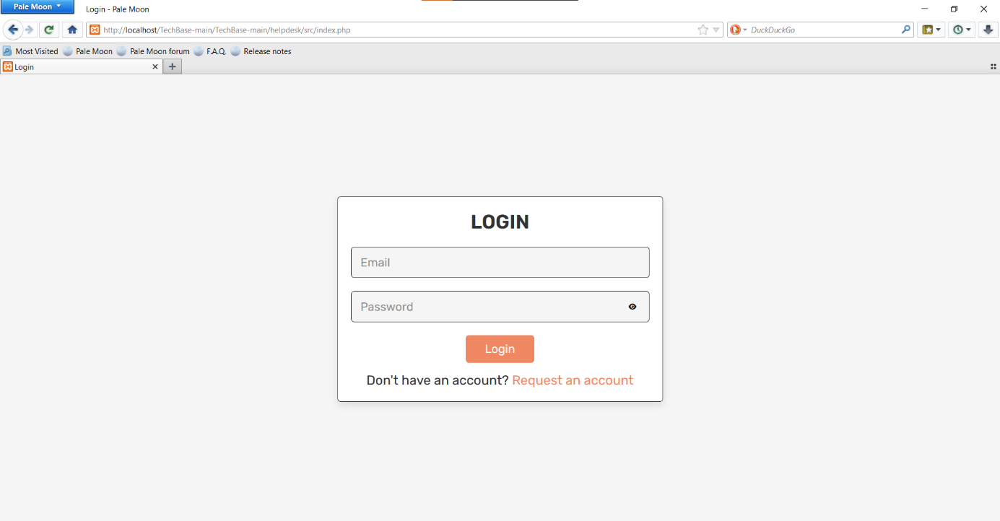 Pale Moon
Login - Pale Moon
http://localhost/TechBase-main/TechBase-main/helpdesk/src/index.php
DuckDuckGo
Most Visited Pale Moon Pale Moon forum F.A.Q. Release notes
Login
LOGIN
Email
Password
Login
Don't have an account? Request an account